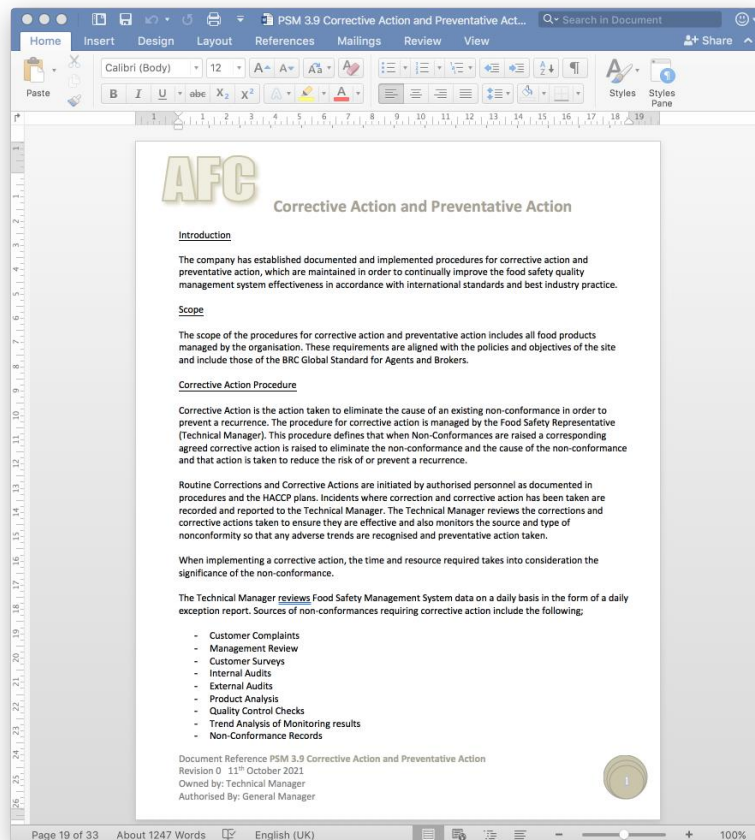 PSM 3.9 Corrective Action and Preventative Act...
Search in Document
Home Insert Design Layout References Mailings Review View
Share
Paste
Calibri (Body) 12
Styles
Styles Pane
AFC
Corrective Action and Preventative Action
Introduction
The company has established documented and implemented procedures for corrective action and
preventative action, which are maintained in order to continually improve the food safety quality
management system effectiveness in accordance with international standards and best industry practice.
Scope
The scope of the procedures for corrective action and preventative action includes all food products
managed by the organisation. These requirements are aligned with the policies and objectives of the site
and include those of the BRC Global Standard for Agents and Brokers.
Corrective Action Procedure
Corrective Action is the action taken to eliminate the cause of an existing non-conformance in order to
prevent a recurrence. The procedure for corrective action is managed by the Food Safety Representative
(Technical Manager). This procedure defines that when Non-Conformances are raised a corresponding
agreed corrective action is raised to eliminate the non-conformance and the cause of the non-conformance
and that action is taken to reduce the risk of or prevent a recurrence.
Routine Corrections and Corrective Actions are initiated by authorised personnel as documented in
procedures and the HACCP plans. Incidents where correction and corrective action has been taken are
recorded and reported to the Technical Manager. The Technical Manager reviews the corrections and
corrective actions taken to ensure they are effective and also monitors the source and type of
nonconformity so that any adverse trends are recognised and preventative action taken.
When implementing a corrective action, the time and resource required takes into consideration the
significance of the non-conformance.
The Technical Manager reviews Food Safety Management System data on a daily basis in the form of a daily
exception report. Sources of non-conformances requiring corrective action include the following;
- Customer Complaints
- Management Review
- Customer Surveys
- Internal Audits
- External Audits
- Product Analysis
- Quality Control Checks
- Trend Analysis of Monitoring results
- Non-Conformance Records
Document Reference PSM 3.9 Corrective Action and Preventative Action
Revision 0 11th October 2021
Owned by: Technical Manager
Authorised By: General Manager
1
Page 19 of 33 About 1247 Words English (UK) 100%